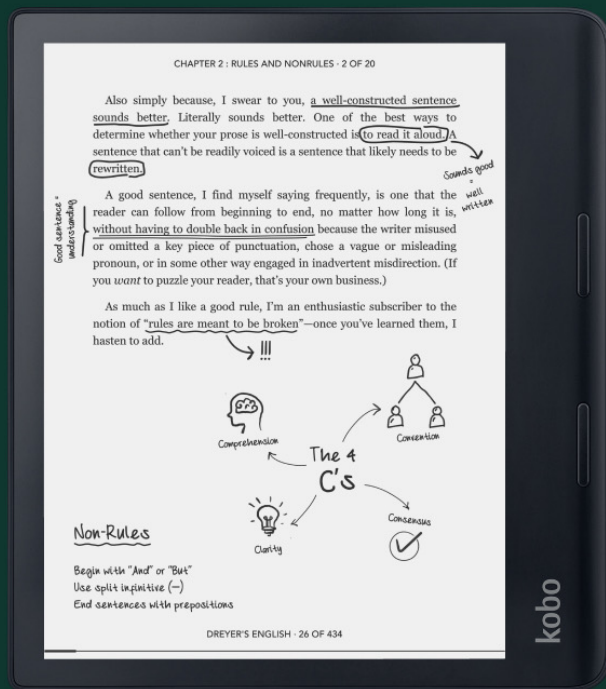 CHAPTER 2 : RULES AND NONRULES · 2 OF 20
Also simply because, I swear to you, a well-constructed sentence
sounds better. Literally sounds better. One of the best ways to
determine whether your prose is well-constructed is to read it aloud. A
sentence that can't be readily voiced is a sentence that likely needs to be
rewritten.
Sounds good
=
well
written
Good sentence =
understanding
A good sentence, I find myself saying frequently, is one that the
reader can follow from beginning to end, no matter how long it is,
without having to double back in confusion because the writer misused
or omitted a key piece of punctuation, chose a vague or misleading
pronoun, or in some other way engaged in inadvertent misdirection. (If
you want to puzzle your reader, that's your own business.)
As much as I like a good rule, I'm an enthusiastic subscriber to the
notion of “rules are meant to be broken”—once you've learned them, I
hasten to add.
!!!
Comprehension
Convention
The 4
C's
Clarity
Consensus
Non-Rules
Begin with "And" or "But"
Use split infinitive (—)
End sentences with prepositions
DREYER'S ENGLISH · 26 OF 434
kobo